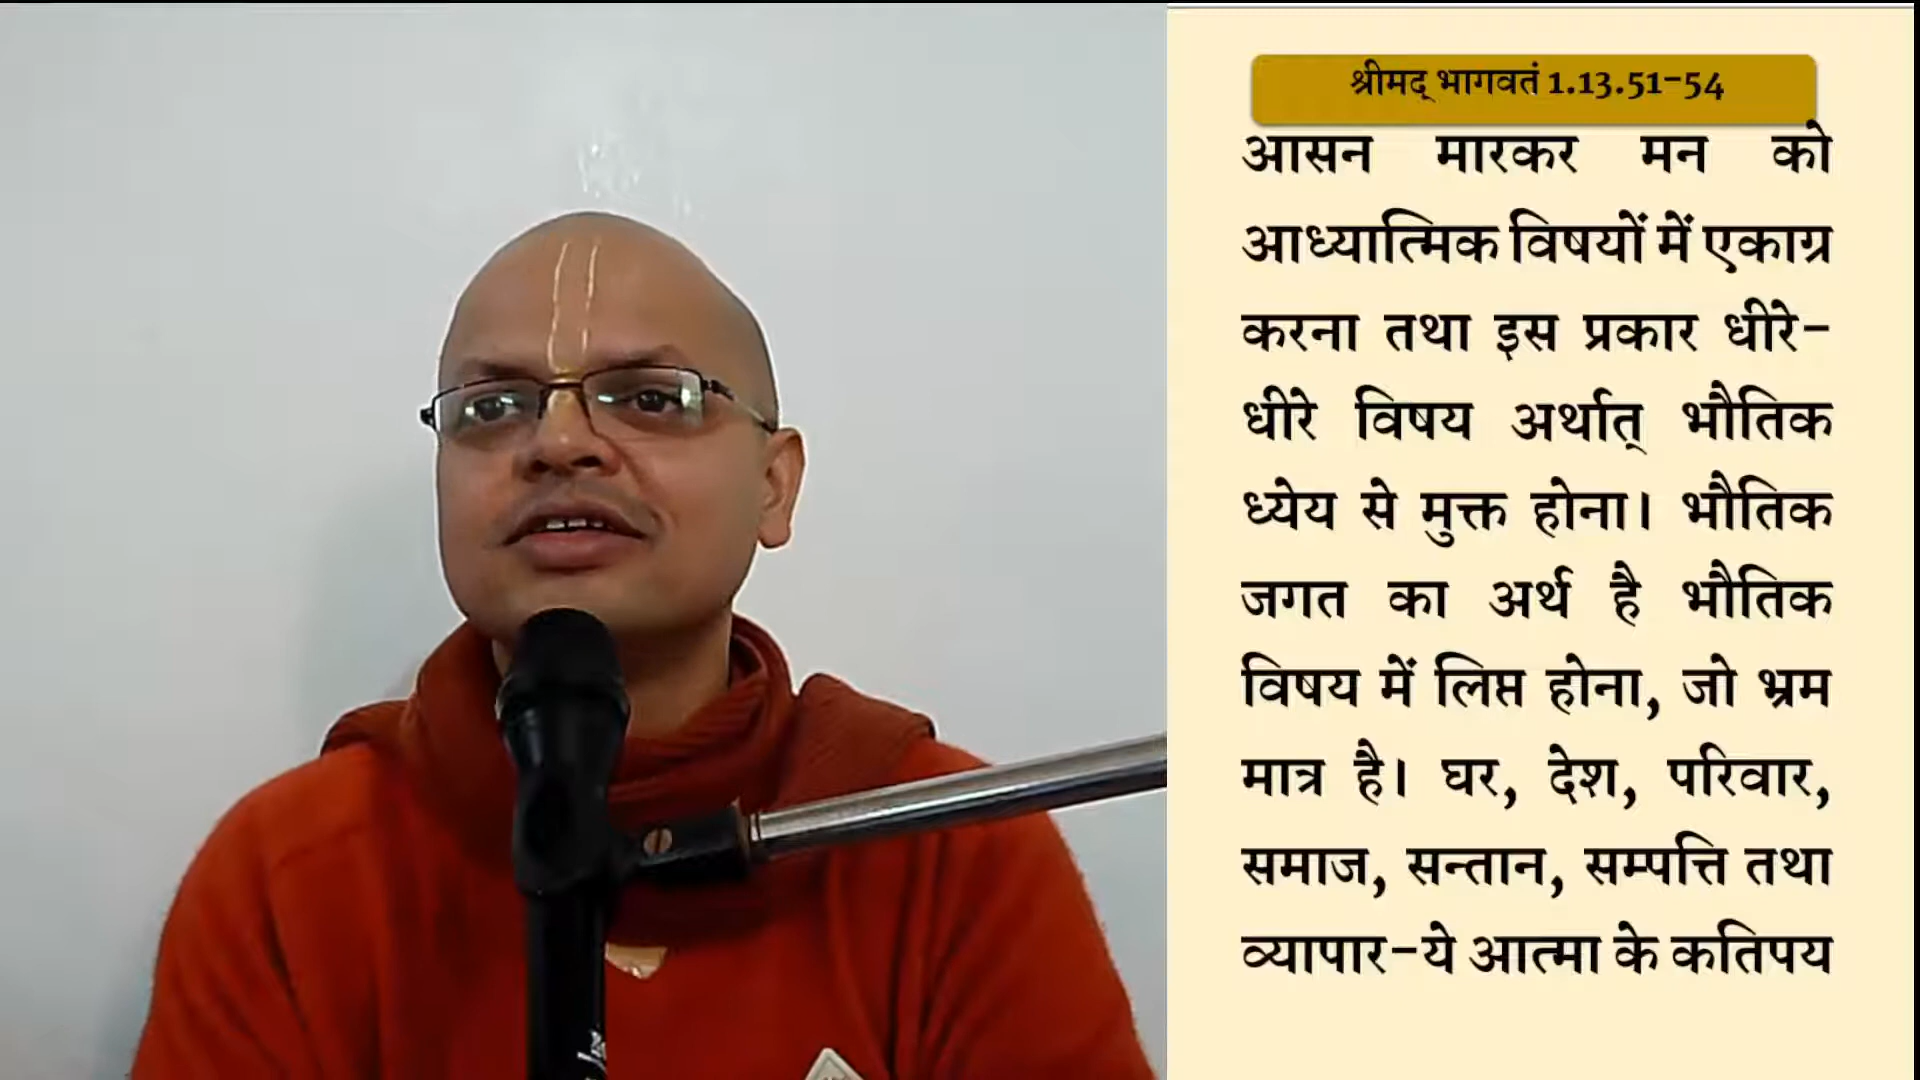 श्रीमद् भागवतं 1.13.51-54
आसन मारकर मन को
आध्यात्मिक विषयों में एकाग्र
करना तथा इस प्रकार धीरे-
धीरे विषय अर्थात् भौतिक
ध्येय से मुक्त होना। भौतिक
जगत का अर्थ है भौतिक
विषय में लिप्त होना, जो भ्रम
मात्र है। घर, देश, परिवार,
समाज, सन्तान, सम्पत्ति तथा
व्यापार-ये आत्मा के कतिपय